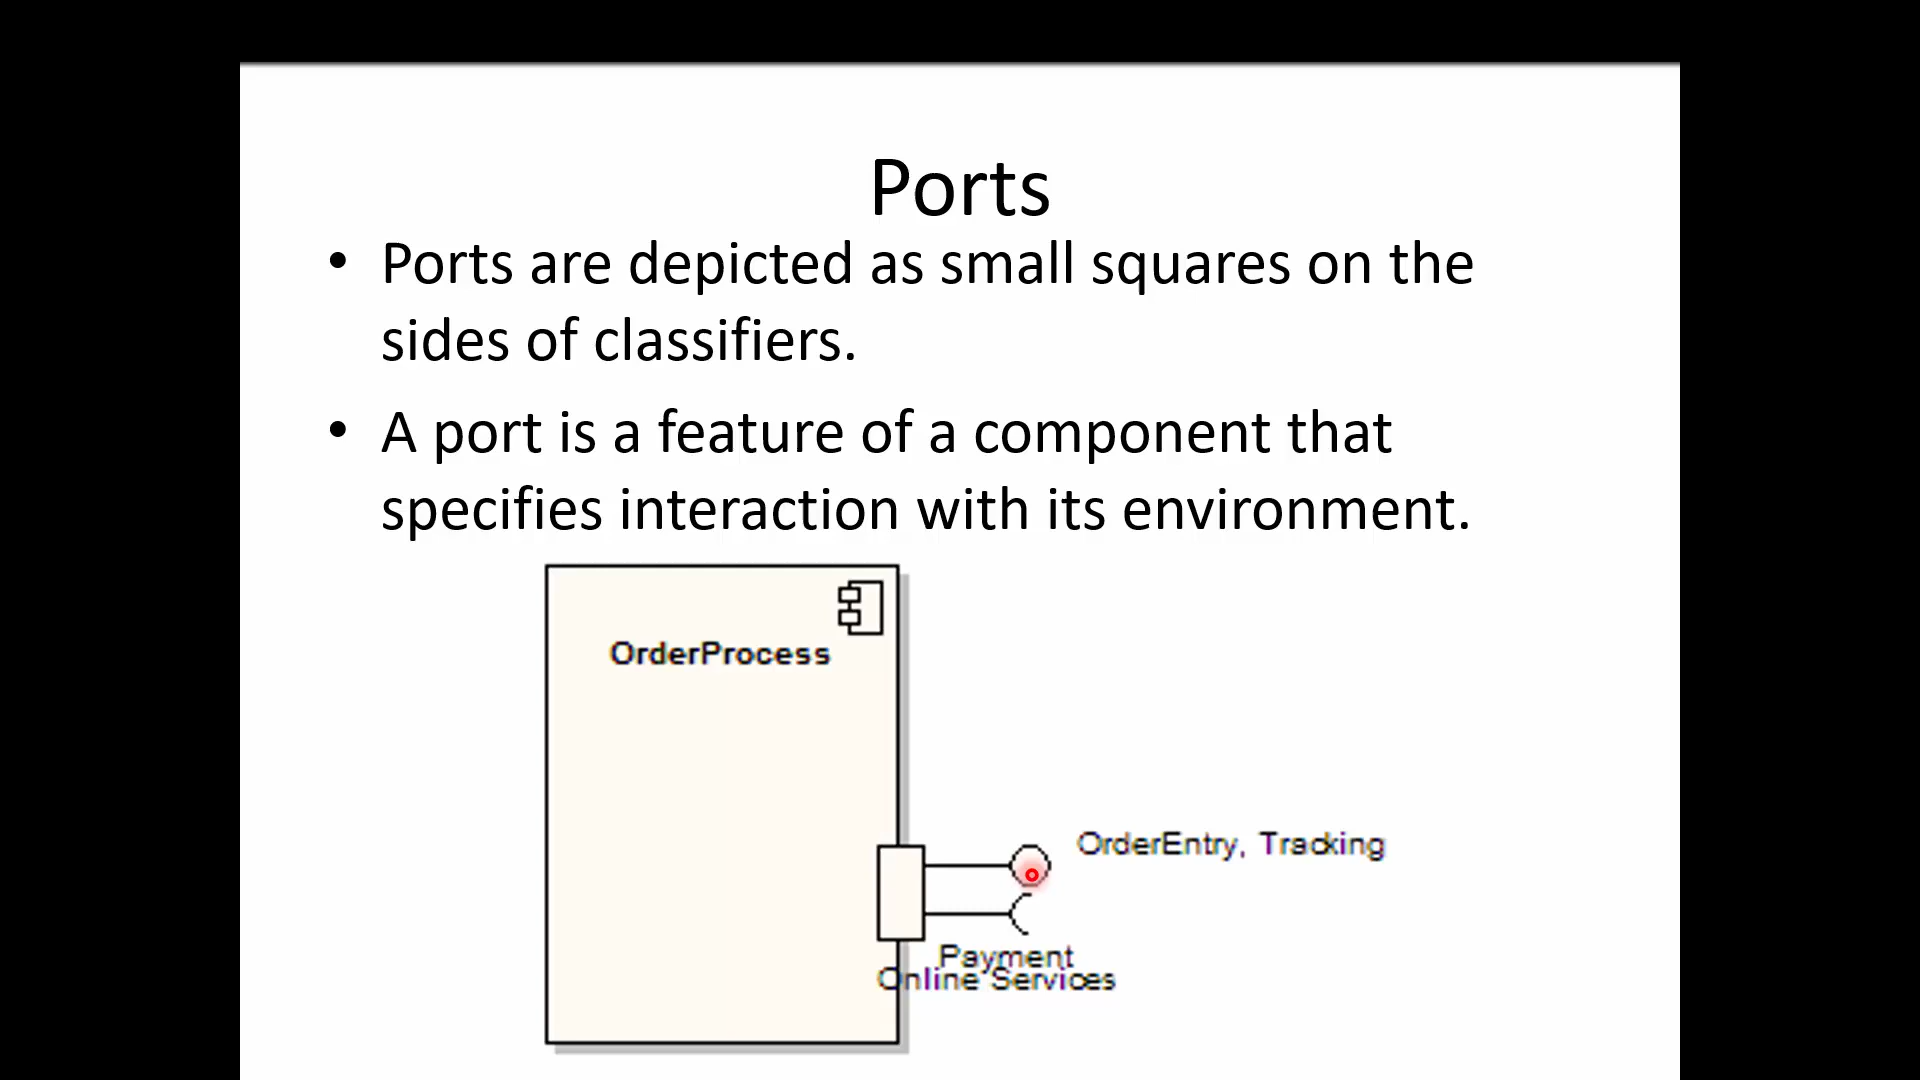 Ports
• Ports are depicted as small squares on the
sides of classifiers.
• A port is a feature of a component that
specifies interaction with its environment.
OrderProcess
OrderEntry, Tracking
Payment
Online Services